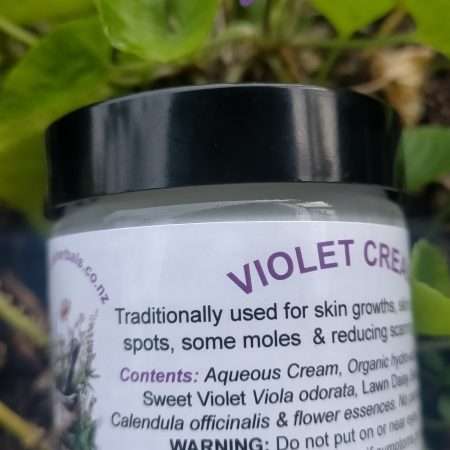 VIOLET CREA
Traditionally used for skin growths,
spots, some moles & reducing
Contents: Aqueous Cream, Organic
Sweet Violet Viola odorata, Lawn Daisy
Calendula officinalis & flower essences. No
WARNING: Do not put on or near